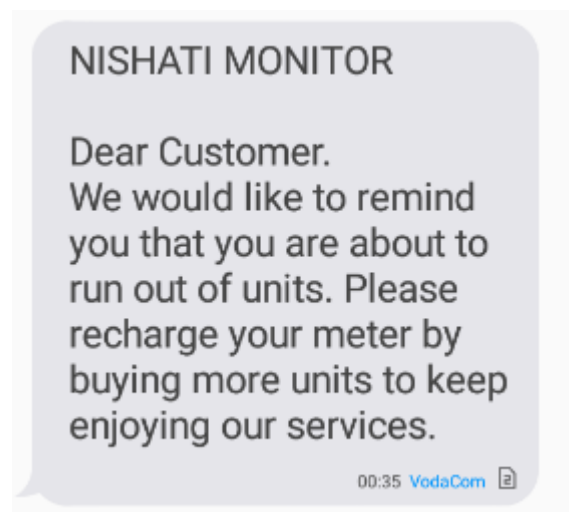 NISHATI MONITOR
Dear Customer.
We would like to remind
you that you are about to
run out of units. Please
recharge your meter by
buying more units to keep
enjoying our services.
00:35 VodaCom 2